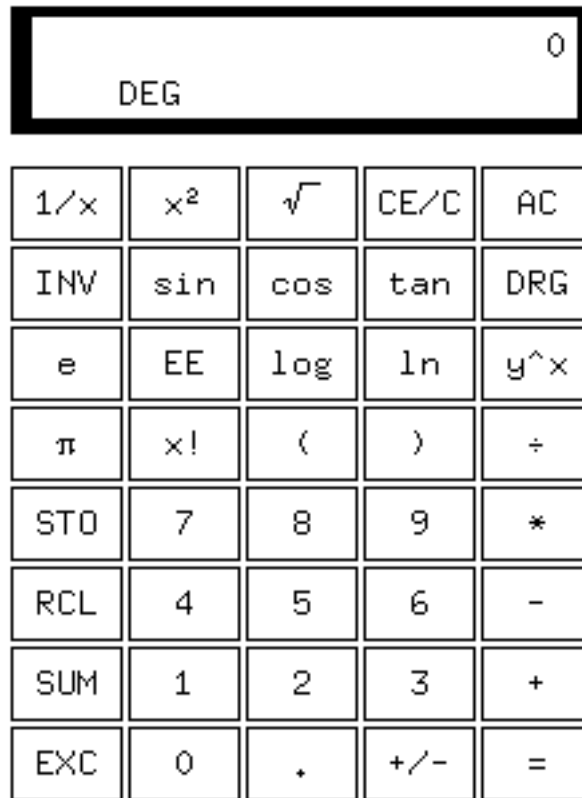 0
DEG
1/x x² √ CE/C AC
INV sin cos tan DRG
e EE log ln y^x
π x! ( ) ÷
STO 7 8 9 *
RCL 4 5 6 -
SUM 1 2 3 +
EXC 0 . +/- =